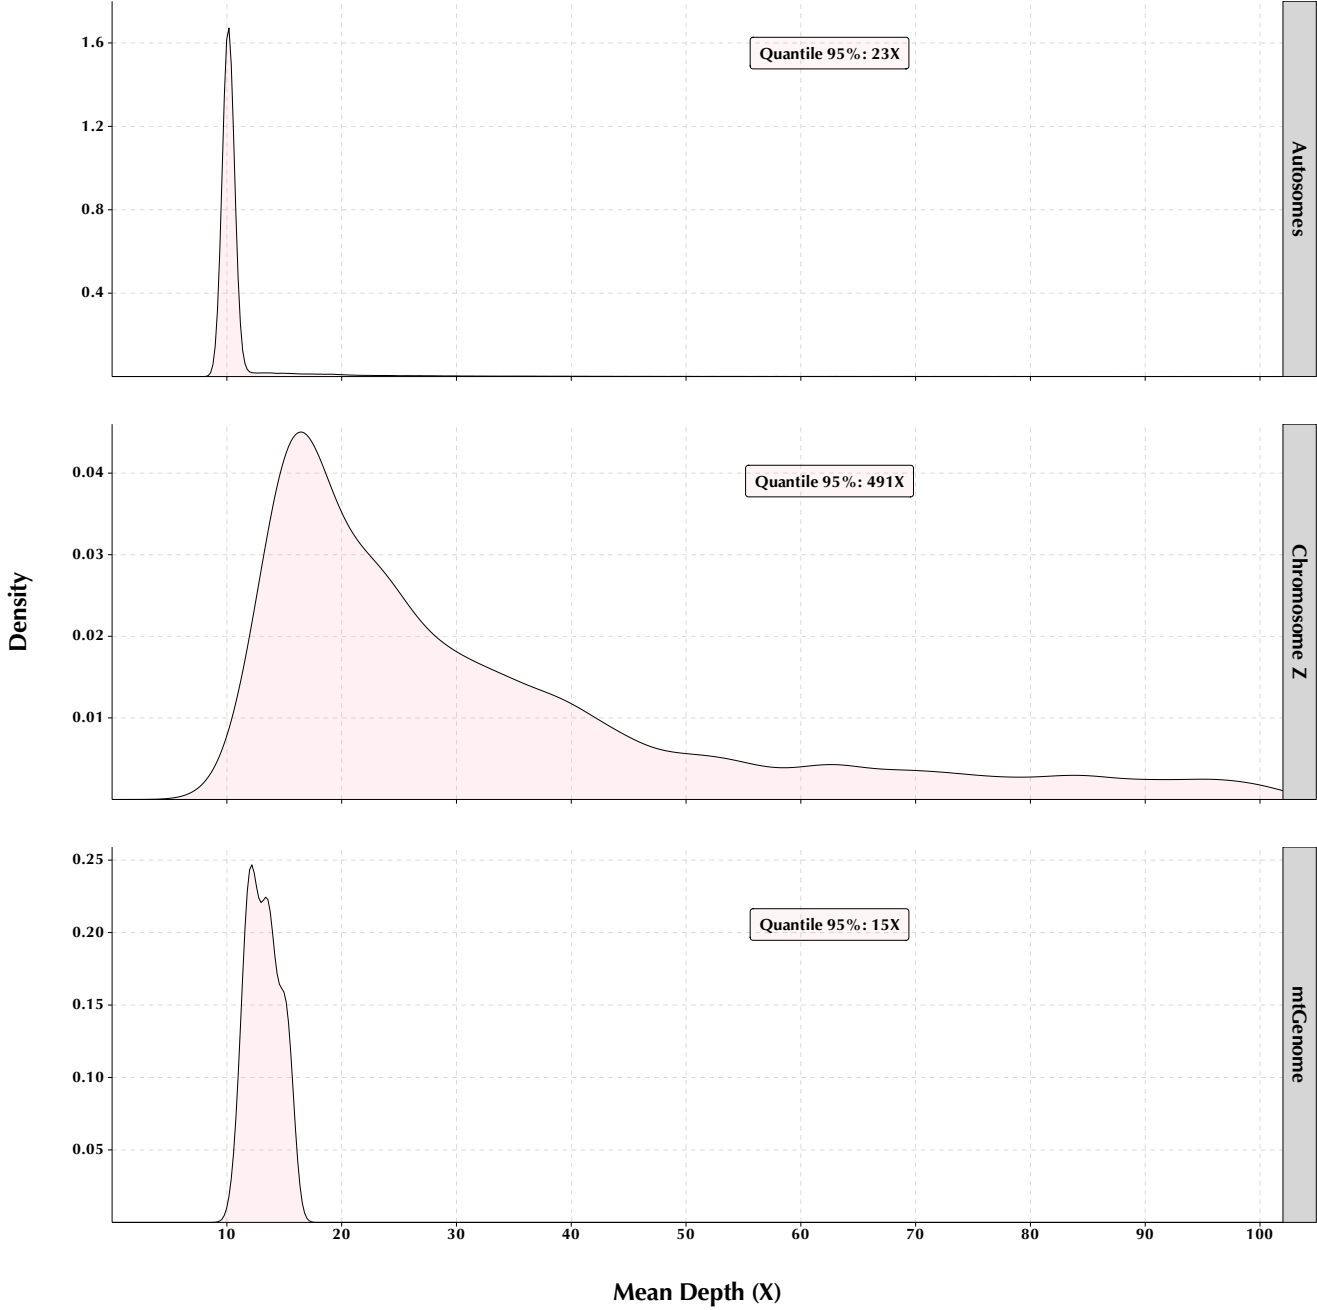 1.6
1.2
0.8
0.4
Quantile 95%: 23X
Autosomes
0.04
0.03
0.02
0.01
Quantile 95%: 491X
Chromosome Z
Density
0.25
0.20
0.15
0.10
0.05
Quantile 95%: 15X
mtGenome
10 20 30 40 50 60 70 80 90 100
Mean Depth (X)